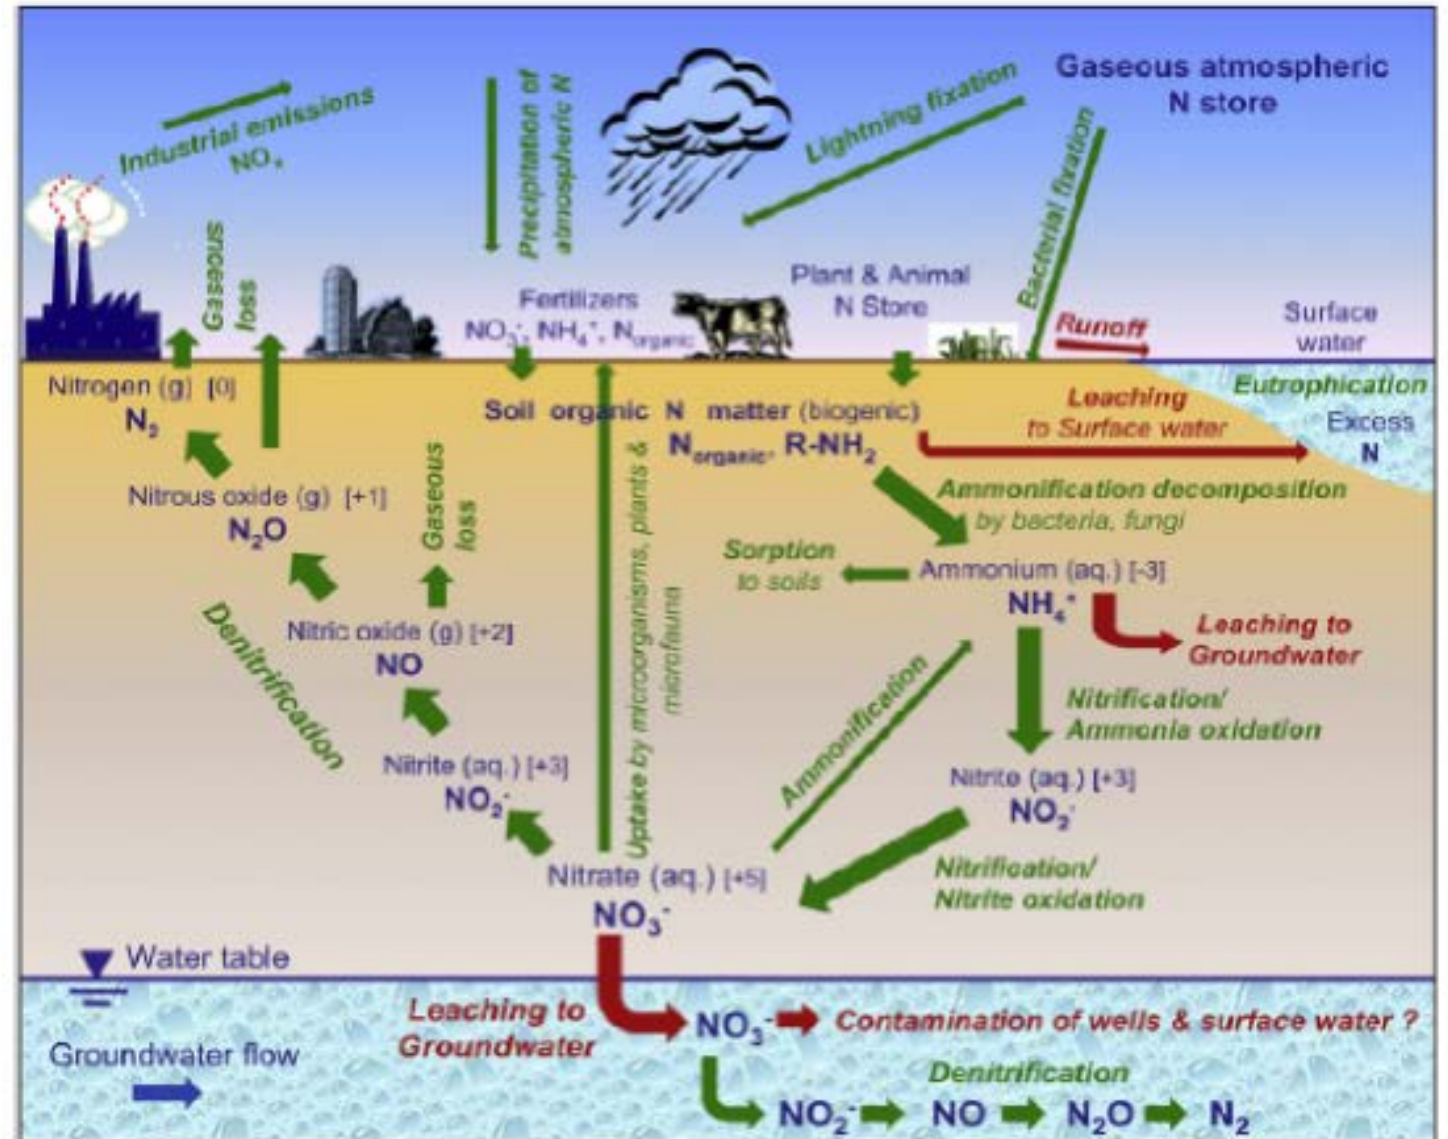 Gaseous atmospheric
N store
Lightning fixation
Bacterial fixation
Precipitation of
atmospheric N
Industrial emissions
NOₓ
Gaseous
loss
Fertilizers
NO₃⁻, NH₄⁺, N organic
Plant & Animal
N Store
Runoff
Surface
water
Nitrogen (g) [0]
N₂
Soil organic N matter (biogenic)
N organic, R-NH₂
Leaching
to Surface water
Eutrophication
Excess
N
Nitrous oxide (g) [+1]
N₂O
Gaseous
loss
Uptake by microorganisms, plants &
microfauna
Ammonification decomposition
by bacteria, fungi
Sorption
to soils
Ammonium (aq.) [-3]
NH₄⁺
Leaching to
Groundwater
Nitric oxide (g) [+2]
NO
Denitrification
Ammonification
Nitrification/
Ammonia oxidation
Nitrite (aq.) [+3]
NO₂⁻
Nitrite (aq.) [+3]
NO₂⁻
Nitrate (aq.) [+5]
NO₃⁻
Nitrification/
Nitrite oxidation
Water table
Leaching to
Groundwater
NO₃⁻
Contamination of wells & surface water ?
Groundwater flow
Denitrification
NO₂⁻ NO N₂O N₂